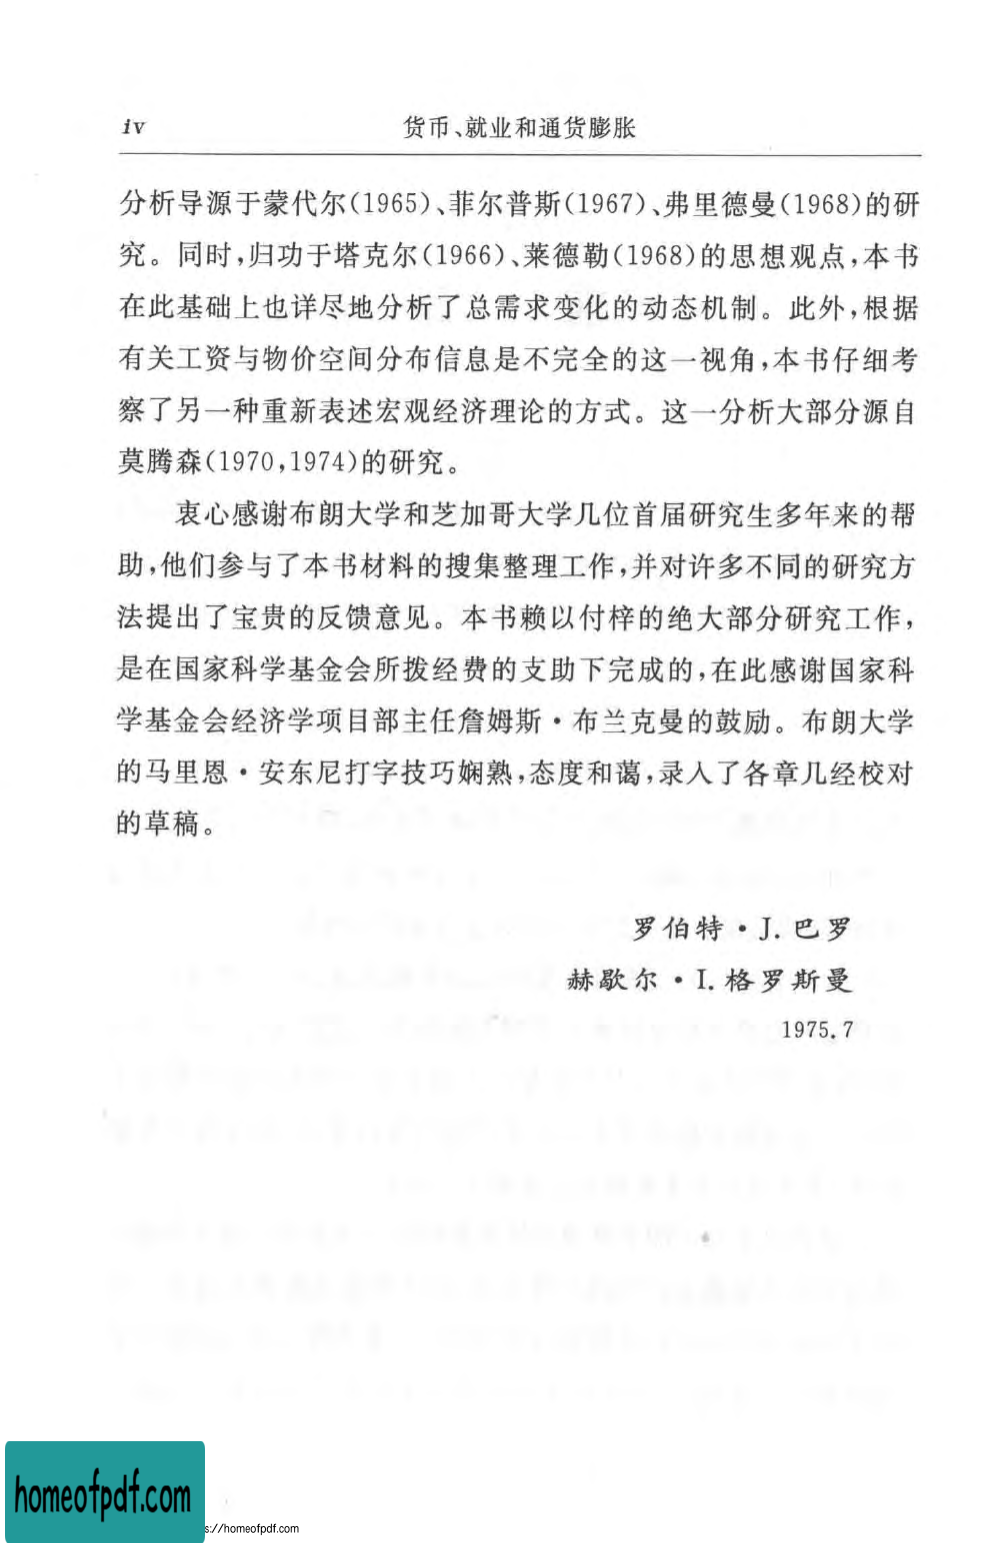 iv
货币、就业和通货膨胀
分析导源于蒙代尔(1965)、菲尔普斯(1967)、弗里德曼(1968)的研
究。同时,归功于塔克尔(1966)、莱德勒(1968)的思想观点,本书
在此基础上也详尽地分析了总需求变化的动态机制。此外,根据
有关工资与物价空间分布信息是不完全的这一视角,本书仔细考
察了另一种重新表述宏观经济理论的方式。这一分析大部分源自
莫腾森(1970,1974)的研究。
衷心感谢布朗大学和芝加哥大学几位首届研究生多年来的帮
助,他们参与了本书材料的搜集整理工作,并对许多不同的研究方
法提出了宝贵的反馈意见。本书赖以付梓的绝大部分研究工作,
是在国家科学基金会所拨经费的支助下完成的,在此感谢国家科
学基金会经济学项目部主任詹姆斯·布兰克曼的鼓励。布朗大学
的马里恩·安东尼打字技巧娴熟,态度和蔼,录入了各章几经校对
的草稿。
罗伯特·J.巴罗
赫歇尔·I.格罗斯曼
1975.7
homeofpdf.com
s://homeofpdf.com